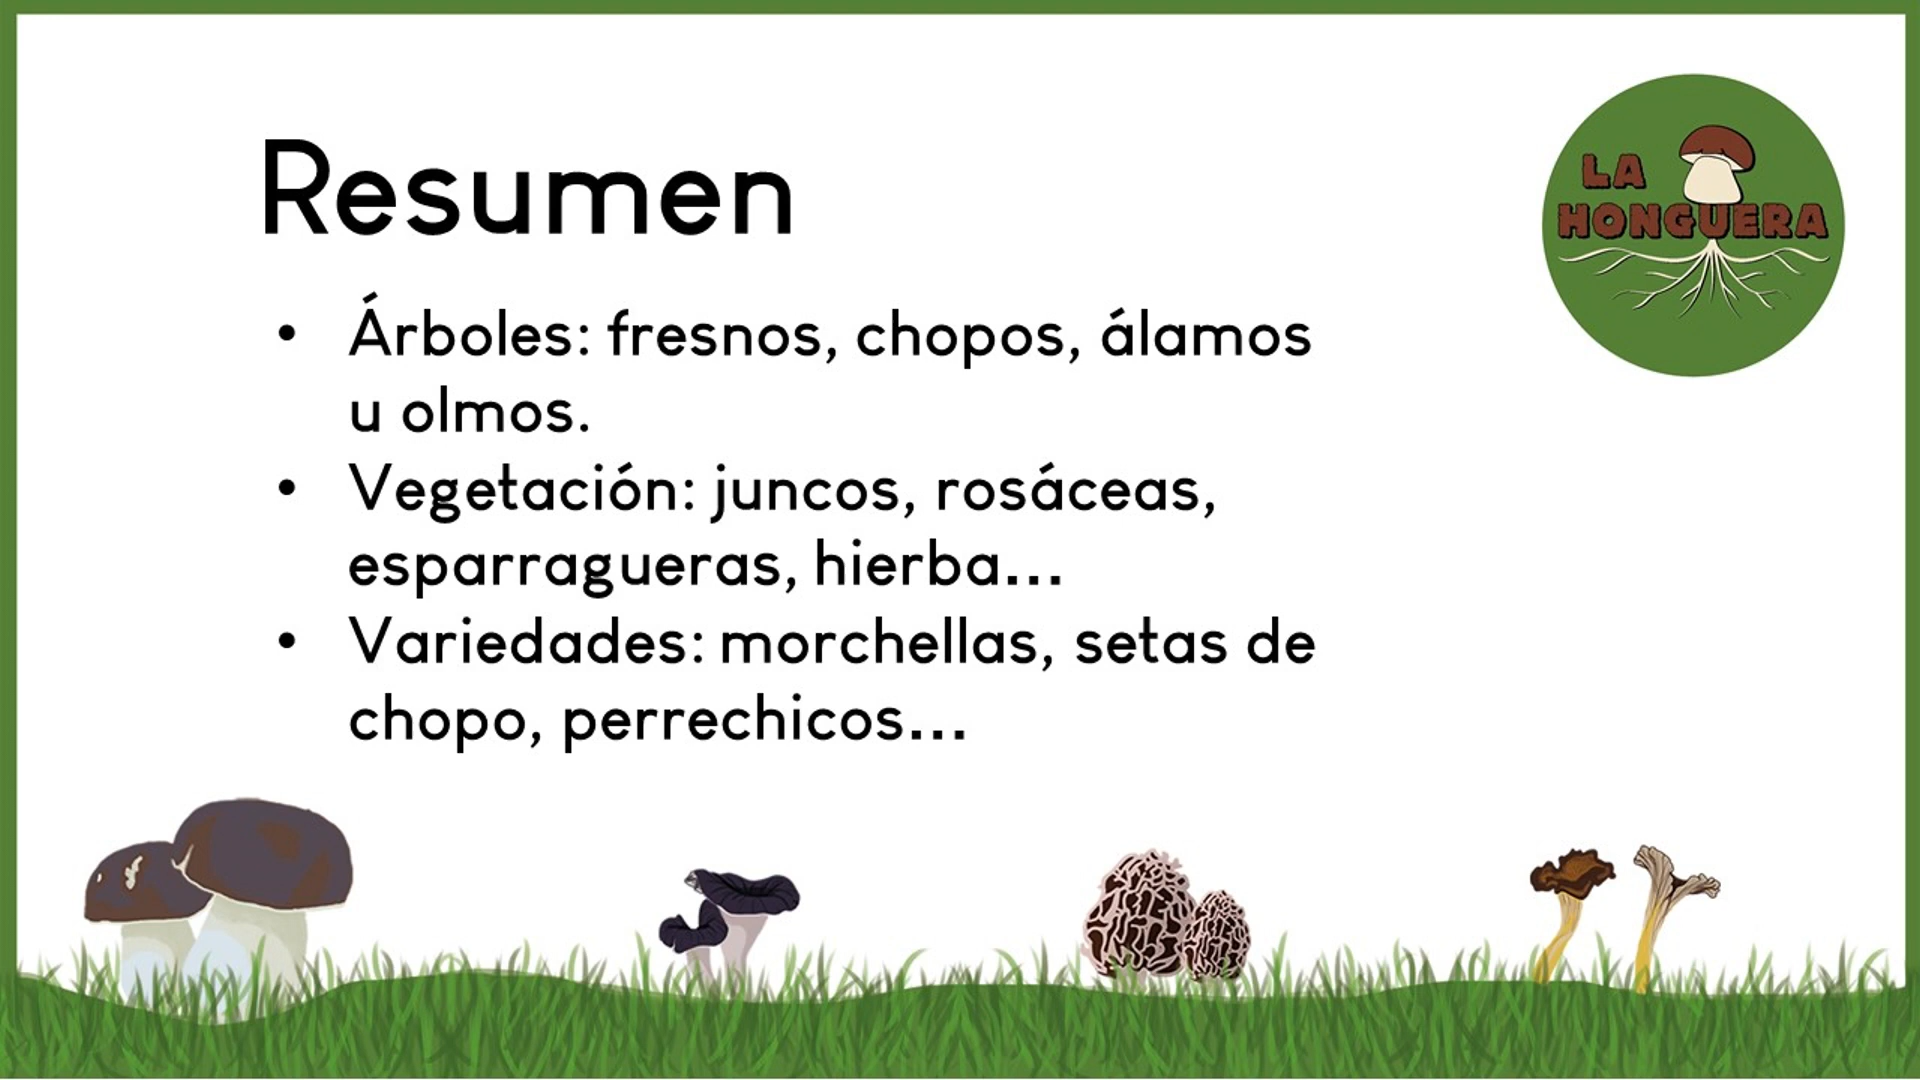 Resumen
LA
HONGUERA
• Árboles: fresnos, chopos, álamos
u olmos.
• Vegetación: juncos, rosáceas,
esparragueras, hierba...
• Variedades: morchellas, setas de
chopo, perrechicos...